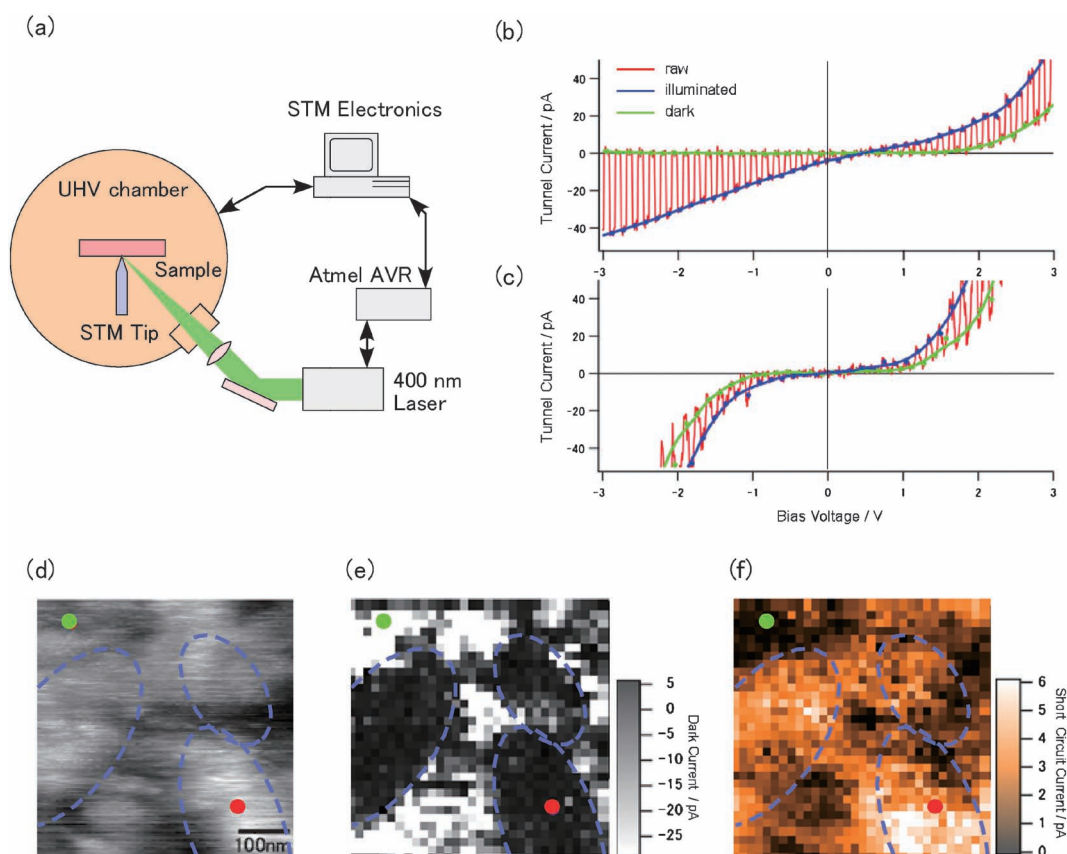 (a)
STM Electronics
UHV chamber
Sample
STM Tip
Atmel AVR
400 nm
Laser
(b)
raw
illuminated
dark
Tunnel Current / pA
40
20
0
-20
-40
-3
-2
-1
0
1
2
3
(c)
Tunnel Current / pA
40
20
0
-20
-40
-3
-2
-1
0
1
2
3
Bias Voltage / V
(d)
100nm
(e)
5
0
-5
-10
-15
-20
-25
Dark Current / pA
(f)
Short Circuit Current / pA
6
5
4
3
2
1
0